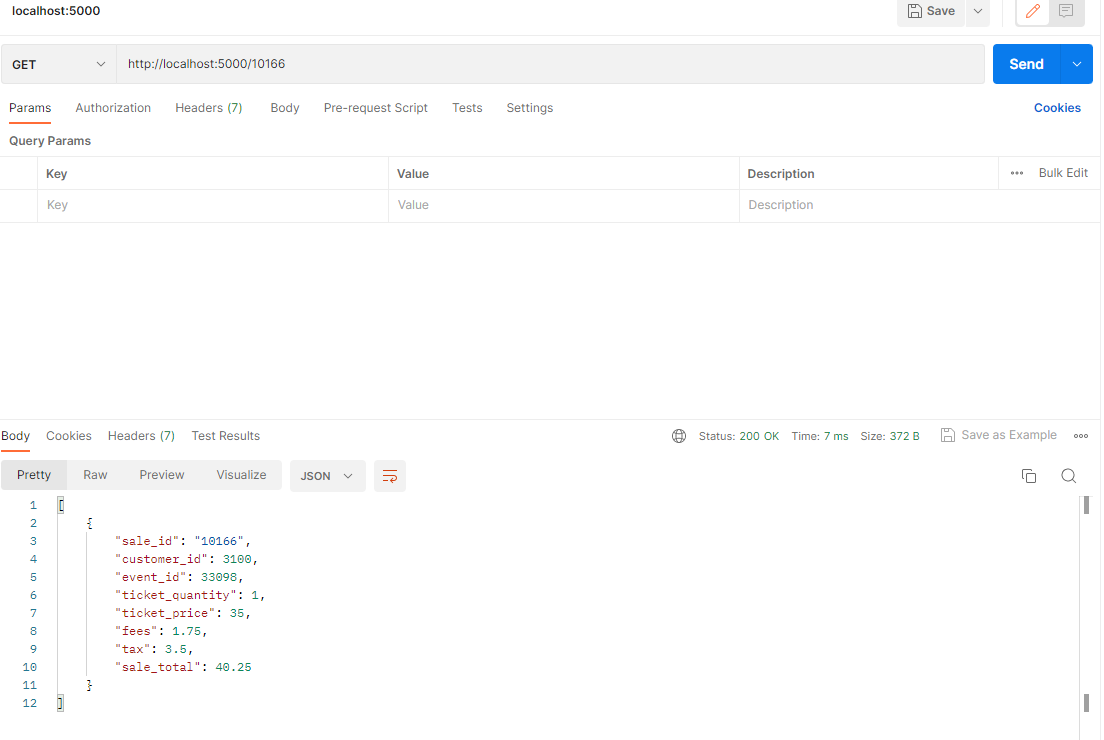 localhost:5000
Save
GET http://localhost:5000/10166 Send
Params Authorization Headers (7) Body Pre-request Script Tests Settings Cookies
Query Params
Key Value Description Bulk Edit
Key Value Description
Body Cookies Headers (7) Test Results Status: 200 OK Time: 7 ms Size: 372 B Save as Example
Pretty Raw Preview Visualize JSON
1 [
2 {
3 "sale_id": "10166",
4 "customer_id": 3100,
5 "event_id": 33098,
6 "ticket_quantity": 1,
7 "ticket_price": 35,
8 "fees": 1.75,
9 "tax": 3.5,
10 "sale_total": 40.25
11 }
12 ]